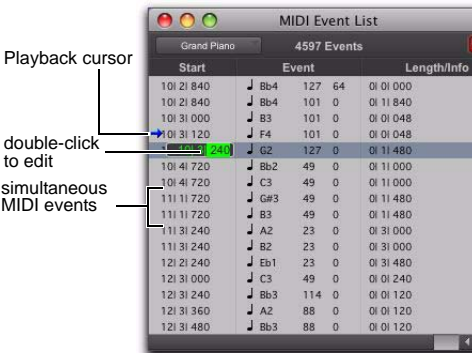 MIDI Event List
Grand Piano 4597 Events
Start Event Length/Info
Playback cursor
10| 2| 840 Bb4 127 64 0| 0| 000
10| 2| 840 Bb4 101 0 0| 1| 840
10| 3| 000 B3 101 0 0| 0| 048
10| 3| 120 F4 101 0 0| 0| 048
double-click
to edit
240 G2 127 0 0| 1| 480
10| 4| 720 Bb2 49 0 0| 1| 000
simultaneous
MIDI events
10| 4| 720 C3 49 0 0| 1| 000
11| 1| 720 G#3 49 0 0| 1| 480
11| 1| 720 B3 49 0 0| 1| 480
11| 3| 240 A2 23 0 0| 3| 000
11| 3| 240 B2 23 0 0| 3| 000
12| 2| 240 Eb1 23 0 0| 3| 480
12| 3| 000 C3 49 0 0| 0| 240
12| 3| 240 Bb3 114 0 0| 0| 120
12| 3| 360 A2 88 0 0| 0| 120
12| 3| 480 Bb3 88 0 0| 0| 120